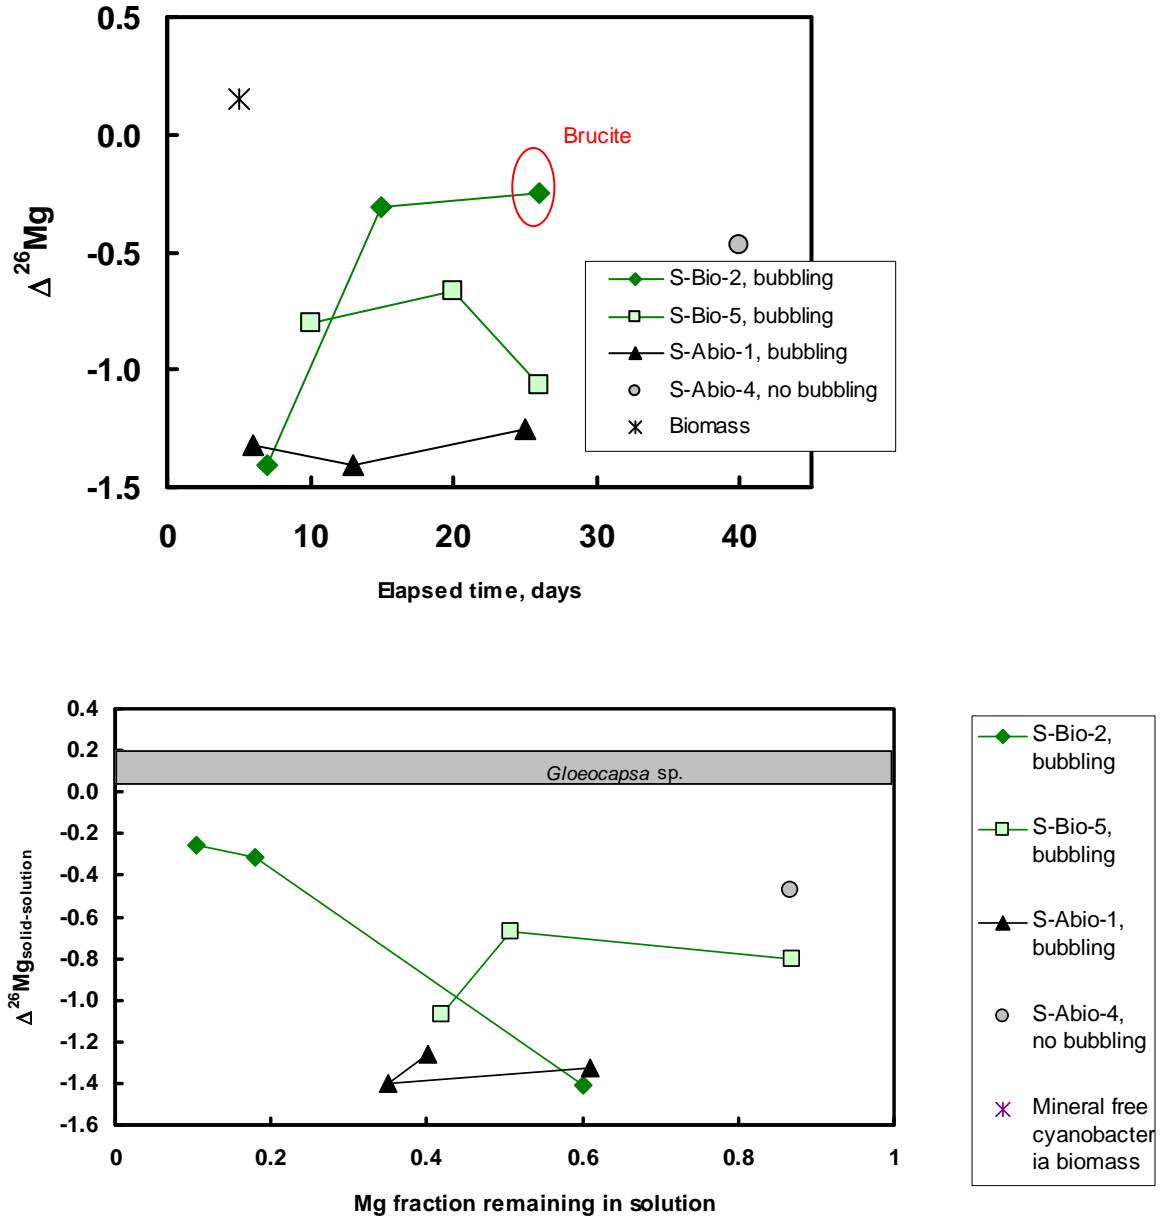 0.5
0.0
-0.5
-1.0
-1.5
Δ 26Mg
Brucite
S-Bio-2, bubbling
S-Bio-5, bubbling
S-Abio-1, bubbling
S-Abio-4, no bubbling
Biomass
0 10 20 30 40
Elapsed time, days
0.4
0.2
0.0
-0.2
-0.4
-0.6
-0.8
-1.0
-1.2
-1.4
-1.6
Δ26Mgsolid-solution
Gloeocapsa sp.
0 0.2 0.4 0.6 0.8 1
Mg fraction remaining in solution
S-Bio-2,
bubbling
S-Bio-5,
bubbling
S-Abio-1,
bubbling
S-Abio-4,
no bubbling
Mineral free
cyanobacter
ia biomass